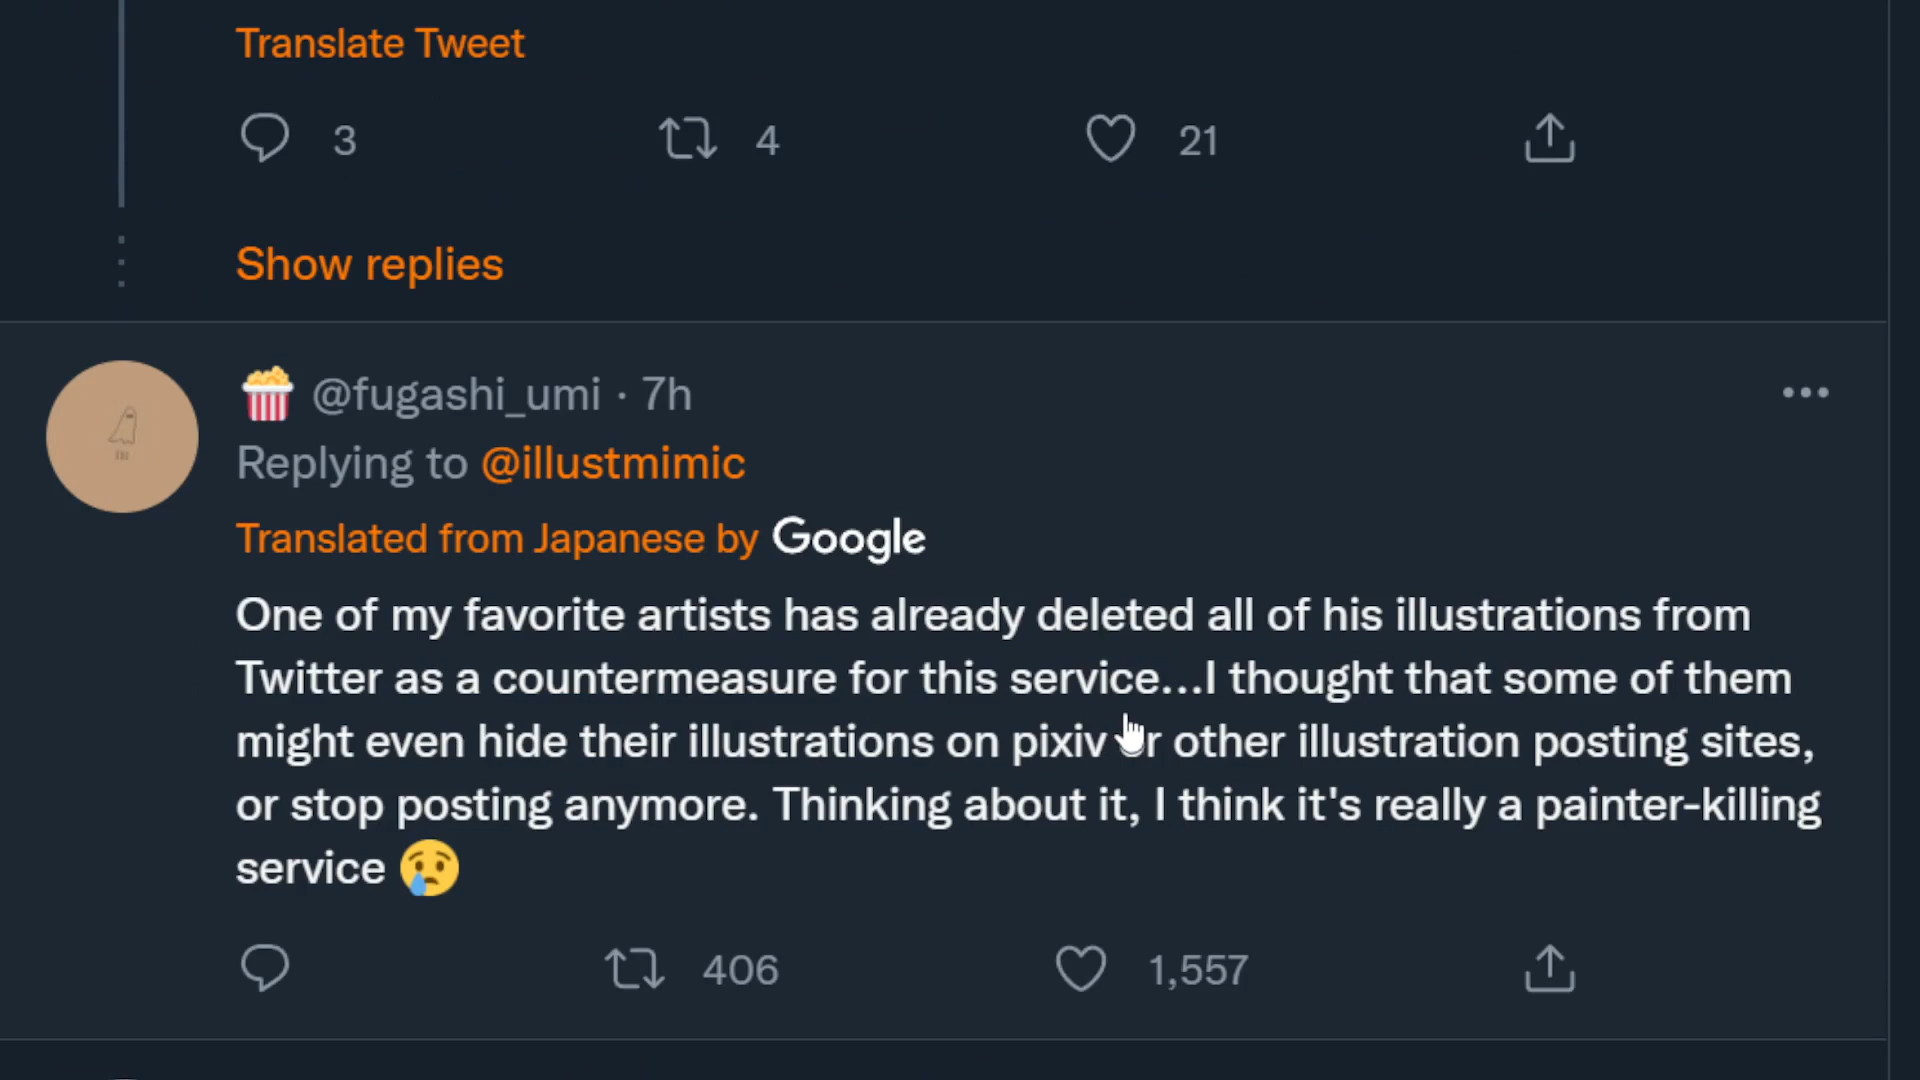 Translate Tweet
3 4 21
Show replies
🍿 @fugashi_umi · 7h
Replying to @illustmimic
Translated from Japanese by Google
One of my favorite artists has already deleted all of his illustrations from
Twitter as a countermeasure for this service...I thought that some of them
might even hide their illustrations on pixiv r other illustration posting sites,
or stop posting anymore. Thinking about it, I think it's really a painter-killing
service 😢
406 1,557